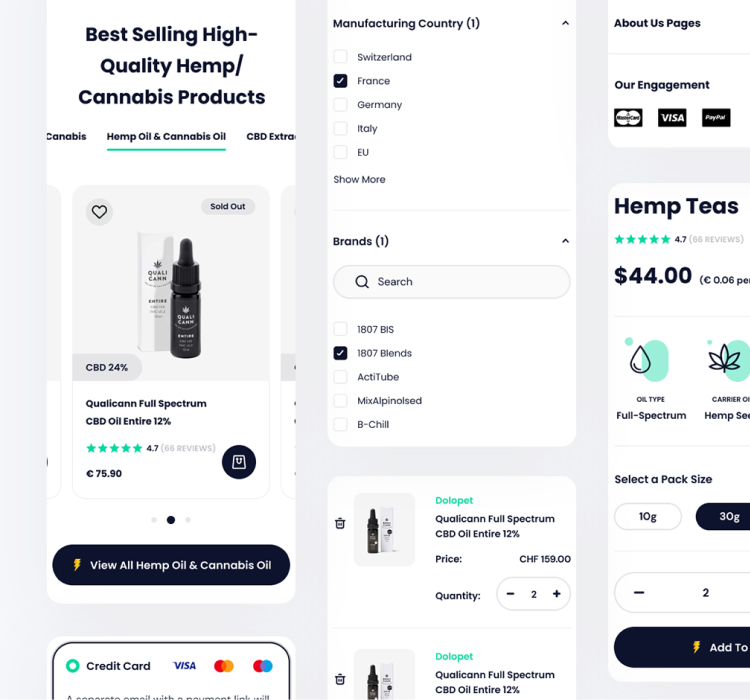 Best Selling High-
Quality Hemp/
Cannabis Products
Canabis
Hemp Oil & Cannabis Oil
CBD Extrac
Sold Out
QUALI
CANN
ENTIRE
QUALI
CANN
ENTIRE
CBD 24%
Qualicann Full Spectrum
CBD Oil Entire 12%
4.7 (66 REVIEWS)
€ 75.90
View All Hemp Oil & Cannabis Oil
Credit Card
VISA
A separate email with a payment link will
Manufacturing Country (1)
Switzerland
France
Germany
Italy
EU
Show More
Brands (1)
Search
1807 BIS
1807 Blends
ActiTube
MixAlpinolsed
B-Chill
Dolopet
Qualicann Full Spectrum
CBD Oil Entire 12%
Price:
CHF 159.00
Quantity:
2
Dolopet
Qualicann Full Spectrum
CBD Oil Entire 12%
About Us Pages
Our Engagement
MasterCard
VISA
PayPal
Hemp Teas
4.7 (66 REVIEWS)
$44.00 (€ 0.06 per
OIL TYPE
Full-Spectrum
CARRIER OI
Hemp See
Select a Pack Size
10g
30g
2
Add To